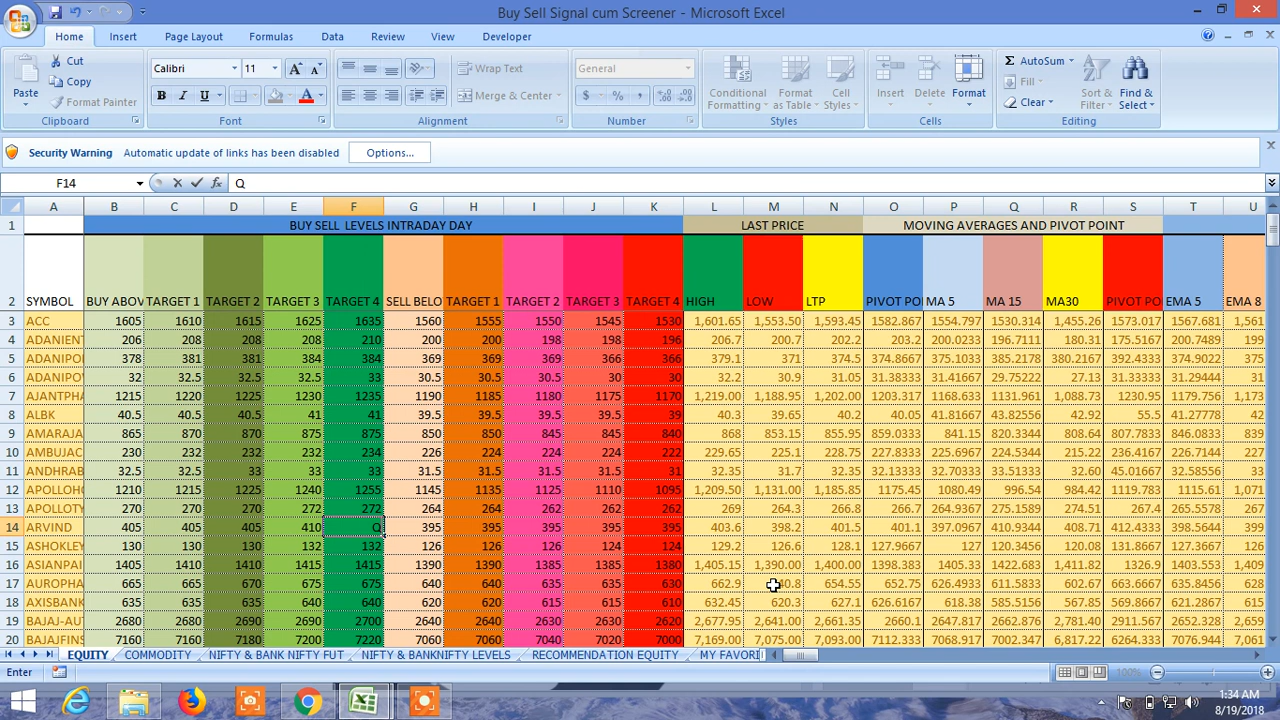 Buy Sell Signal cum Screener - Microsoft Excel
Home Insert Page Layout Formulas Data Review View Developer
Paste Cut Copy Format Painter Clipboard
Calibri 11 A A B I U A Font
Wrap Text Merge & Center Alignment
General $ % , Number
Conditional Formatting Format as Table Cell Styles Styles
Insert Delete Format Cells
Σ AutoSum Fill Clear Sort & Filter Find & Select Editing
Security Warning Automatic update of links has been disabled Options...
F14 fx Q
A B C D E F G H I J K L M N O P Q R S T U
1 BUY SELL LEVELS INTRADAY DAY LAST PRICE MOVING AVERAGES AND PIVOT POINT
2 SYMBOL BUY ABOV TARGET 1 TARGET 2 TARGET 3 TARGET 4 SELL BELO TARGET 1 TARGET 2 TARGET 3 TARGET 4 HIGH LOW LTP PIVOT PO MA 5 MA 15 MA30 PIVOT PO EMA 5 EMA 8
3 ACC 1605 1610 1615 1625 1635 1560 1555 1550 1545 1530 1,601.65 1,553.50 1,593.45 1582.867 1554.797 1530.314 1,455.26 1573.017 1567.681 1,561
4 ADANIENT 206 208 208 208 210 200 200 198 198 196 206.7 200.7 202.2 203.2 200.0233 196.7111 180.38 175.5167 200.7489 199
5 ADANIPOI 378 381 381 384 384 369 369 369 366 366 379.1 371 374.5 374.8667 375.1033 385.2178 380.2167 392.4333 374.9022 375
6 ADANIPO 32 32.5 32.5 32.5 33 30.5 30.5 30.5 30 30 32.2 30.9 31.05 31.38333 31.41667 29.75222 27.13 31.33333 31.29444 31
7 AJANTPHA 1215 1220 1225 1230 1235 1190 1185 1180 1175 1170 1,219.00 1,188.95 1,202.00 1203.317 1168.633 1131.963 1230.95 1179.756 1,173
8 ALBK 40.5 40.5 40.5 41 41 39.5 39.5 39.5 39.5 39 40.3 39.65 40.2 40.05 41.81667 43.82556 42.92 55.5 41.27778 42
9 AMARAJA 865 870 870 875 875 850 850 845 845 840 868 853.15 855.95 859.0333 841.15 820.3344 808.64 807.7833 846.0833 839
10 AMBUJAC 230 232 232 232 234 226 224 224 224 222 229.65 225.1 228.75 227.8333 225.6967 236.4167 226.7141
11 ANDHRAB 32.5 32.5 33 33 33 31.5 31.5 31.5 31.5 31 32.35 31.7 32.35 32.13333 32.70333 33.51333 45.01667 32.58556 33
12 APOLLOH 1210 1215 1225 1240 1255 1145 1135 1125 1110 1095 1,209.50 1,131.00 1,185.85 1175.45 1080.49 996.54 984.42 1119.783 1115.61 1,071
13 APOLLOTY 270 270 272 272 272 264 264 262 262 262 269 264.3 266.8 266.7 264.9367 275.1589 274.51 267.4
14 ARVIND 405 405 405 410 Q 395 395 395 395 395 403.6 398.2 401.5 401.1 397.0967 410.9344 408.71 412.4333 398.5644 399
15 ASHOKLEY 130 130 130 132 132 126 126 126 124 124 129.2 126.6 128.1 127.9667 127 120.3456 131.8667 127.3667 126
16 ASIANPAI 1405 1410 1410 1415 1415 1390 1390 1385 1385 1380 1,405.15 1,390.00 1,400.00 1398.383 1405.33 1422.683 1,411.82 1326.9 1403.553 1,409
17 AUROPHA 665 665 670 675 675 640 640 635 635 630 662.9 654.55 652.75 626.4933 611.5833 602.67 663.6667 635.8456 628
18 AXISBANK 635 635 635 640 640 620 620 615 615 610 632.45 620.3 627.1 626.6167 618.38 585.5156 567.85 569.8667 621.2867 615
19 BAJAJ-AUT 2680 2680 2690 2690 2700 2640 2640 2630 2630 2620 2,677.95 2,641.00 2,661.35 2660.1 2647.817 2,781.40 2911.567 2652.328 2,659
20 BAJAJFINS 7160 7160 7180 7200 7220 7060 7060 7040 7020 7000 7,169.00 7,075.00 7,093.00 7112.333 7068.917 7002.347 6,817.22 6264.333 7,061
EQUITY COMMODITY NIFTY & BANK NIFTY FUT NIFTY & BANKNIFTY LEVELS RECOMMENDATION EQUITY MY FAVORI
Enter 100%
1:34 AM
8/19/2018